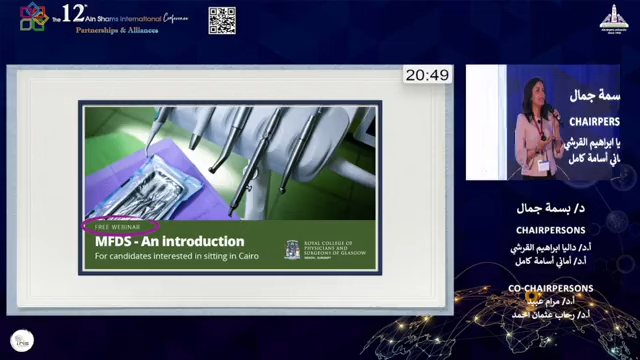 The 12th Ain Shams International Conference
Partnerships & Alliances
20:49
FREE WEBINAR
MFDS - An introduction
For candidates interested in sitting in Cairo
ROYAL COLLEGE OF
PHYSICIANS AND
SURGEONS OF GLASGOW
سمة جمال
CHAIRPERS
يا ابراهيم القرشي
ماني أسامة كامل
د/ بسمة جمال
CHAIRPERSONS
أ.د/ داليا ابراهيم القرشي
أ.د/ أماني أسامة كامل
CO-CHAIRPERSONS
أ.د/ مرام عبيد
أ.د/ رحاب عثمان احمد